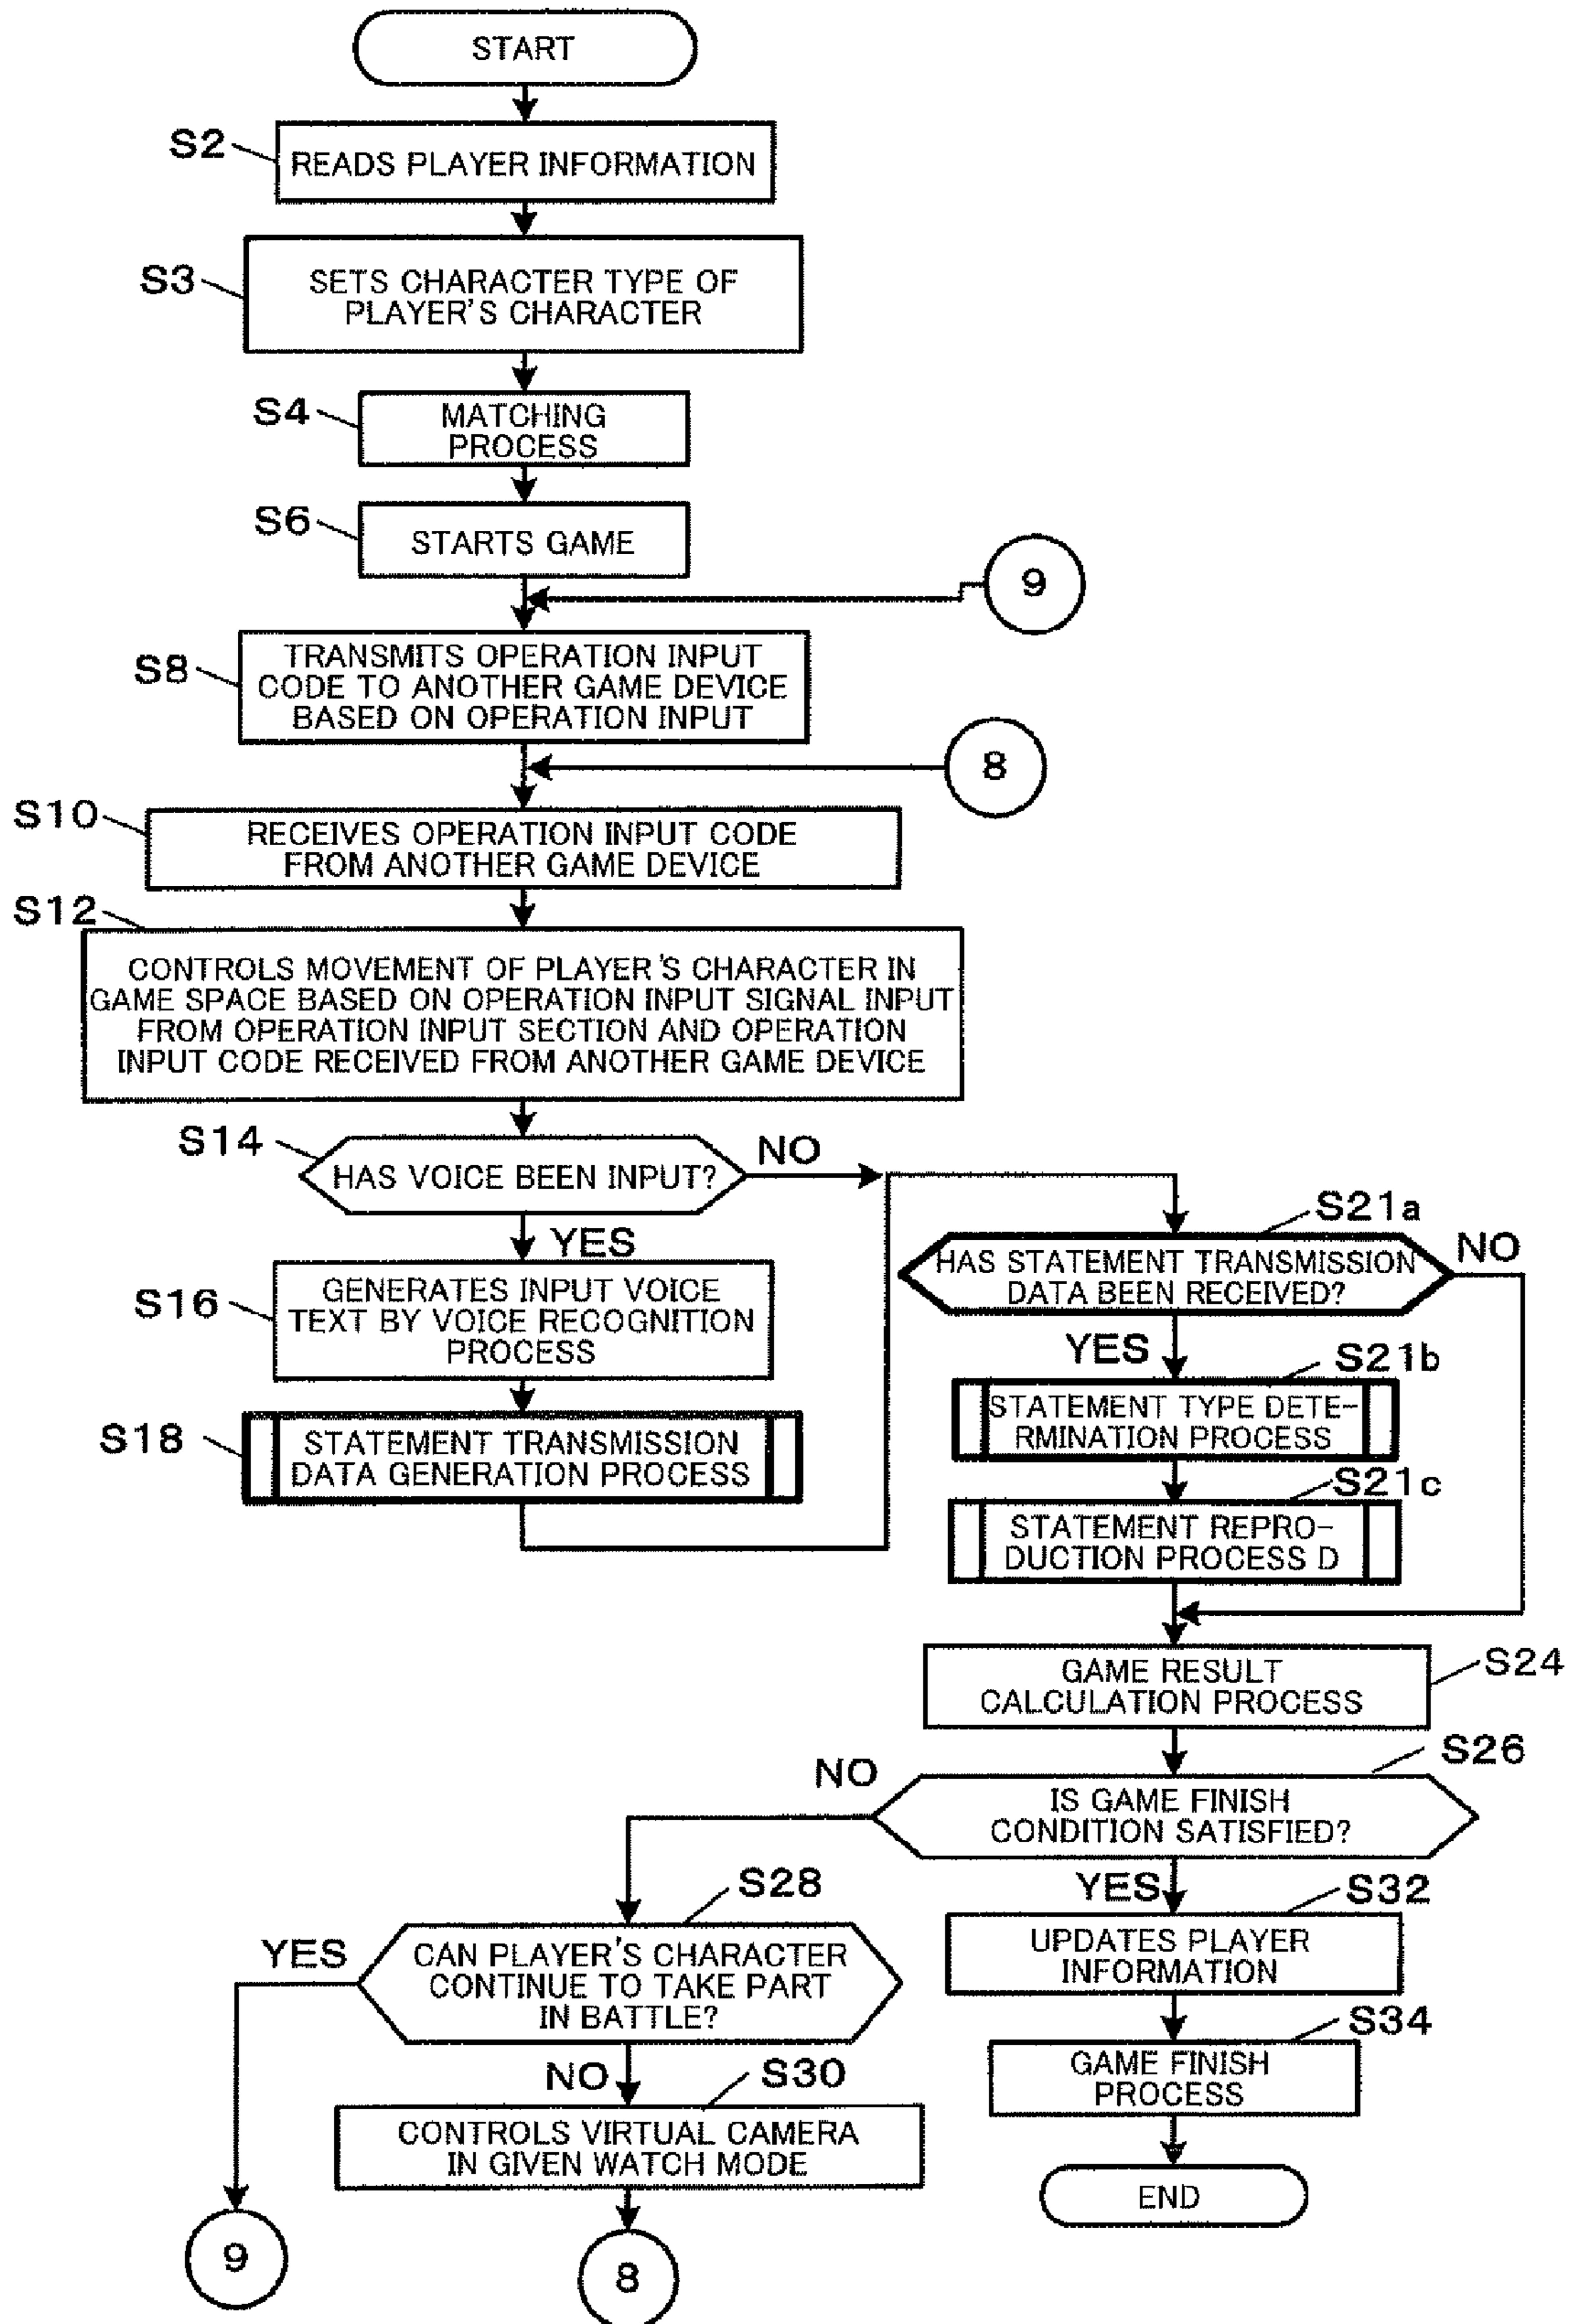 START
S2
READS PLAYER INFORMATION
S3
SETS CHARACTER TYPE OF
PLAYER'S CHARACTER
S4
MATCHING
PROCESS
S6
STARTS GAME
9
S8
TRANSMITS OPERATION INPUT
CODE TO ANOTHER GAME DEVICE
BASED ON OPERATION INPUT
8
S10
RECEIVES OPERATION INPUT CODE
FROM ANOTHER GAME DEVICE
S12
CONTROLS MOVEMENT OF PLAYER'S CHARACTER IN
GAME SPACE BASED ON OPERATION INPUT SIGNAL INPUT
FROM OPERATION INPUT SECTION AND OPERATION
INPUT CODE RECEIVED FROM ANOTHER GAME DEVICE
S14
HAS VOICE BEEN INPUT?
NO
YES
S16
GENERATES INPUT VOICE
TEXT BY VOICE RECOGNITION
PROCESS
S18
STATEMENT TRANSMISSION
DATA GENERATION PROCESS
S21a
HAS STATEMENT TRANSMISSION
DATA BEEN RECEIVED?
NO
YES
S21b
STATEMENT TYPE DETE-
RMINATION PROCESS
S21c
STATEMENT REPRO-
DUCTION PROCESS D
S24
GAME RESULT
CALCULATION PROCESS
S26
NO
IS GAME FINISH
CONDITION SATISFIED?
YES
S28
YES
CAN PLAYER'S CHARACTER
CONTINUE TO TAKE PART
IN BATTLE?
NO
S30
CONTROLS VIRTUAL CAMERA
IN GIVEN WATCH MODE
9
8
S32
UPDATES PLAYER
INFORMATION
S34
GAME FINISH
PROCESS
END